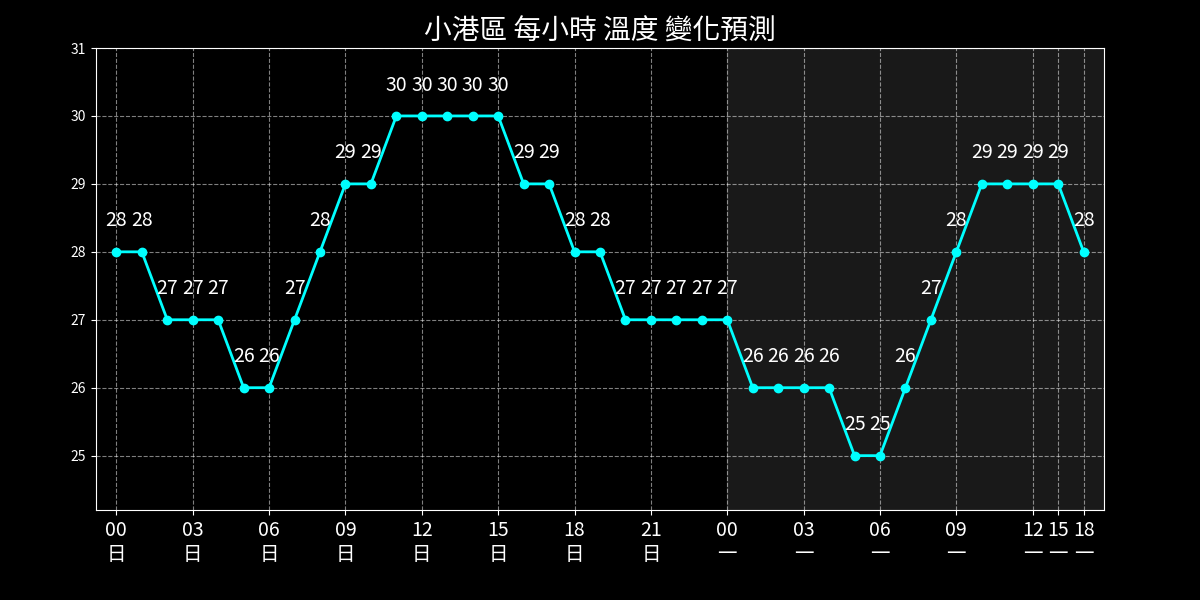 小港區 每小時 溫度 變化預測
31
30 30 30 30 30
30
29 29 29 29 29 29 29 29
29
28 28 28 28 28 28 28
28
27 27 27 27 27 27 27 27 27 27
27
26 26 26 26 26 26 26
26
25 25
25
00 03 06 09 12 15 18 21 00 03 06 09 12 15 18
日 日 日 日 日 日 日 日 一 一 一 一 一 一 一